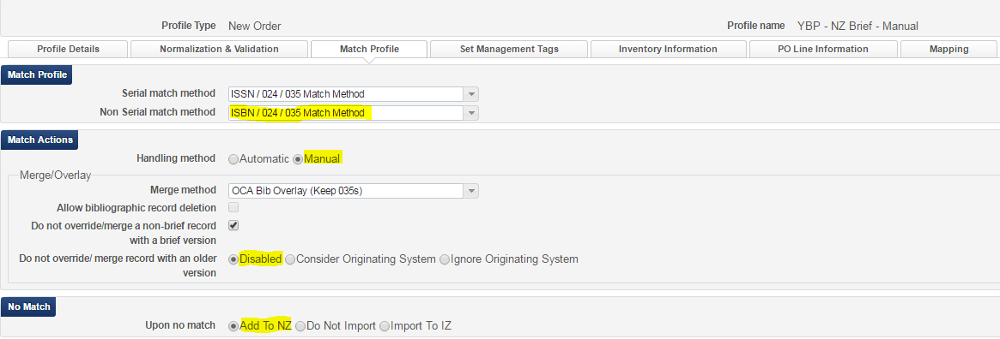 Profile Type New Order Profile name YBP - NZ Brief - Manual
Profile Details Normalization & Validation Match Profile Set Management Tags Inventory Information PO Line Information Mapping
Match Profile
Serial match method ISSN / 024 / 035 Match Method
Non Serial match method ISBN / 024 / 035 Match Method
Match Actions
Handling method Automatic Manual
Merge/Overlay
Merge method OCA Bib Overlay (Keep 035s)
Allow bibliographic record deletion
Do not override/merge a non-brief record
with a brief version
Do not override/ merge record with an older Disabled Consider Originating System Ignore Originating System
version
No Match
Upon no match Add To NZ Do Not Import Import To IZ